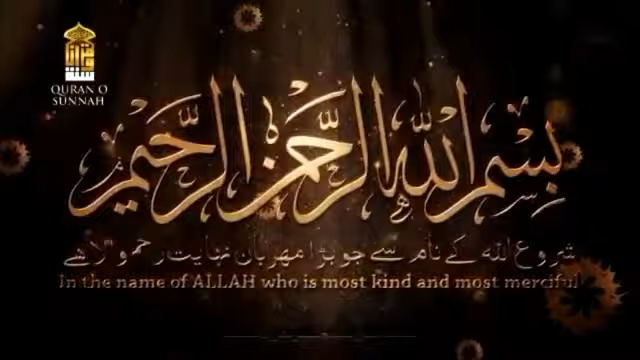 QURAN O
SUNNAH
بسم الله الرحمن الرحيم
شروع الله کے نام سے جو بڑا مہربان نہایت رحم والا ہے
In the name of ALLAH who is most kind and most merciful